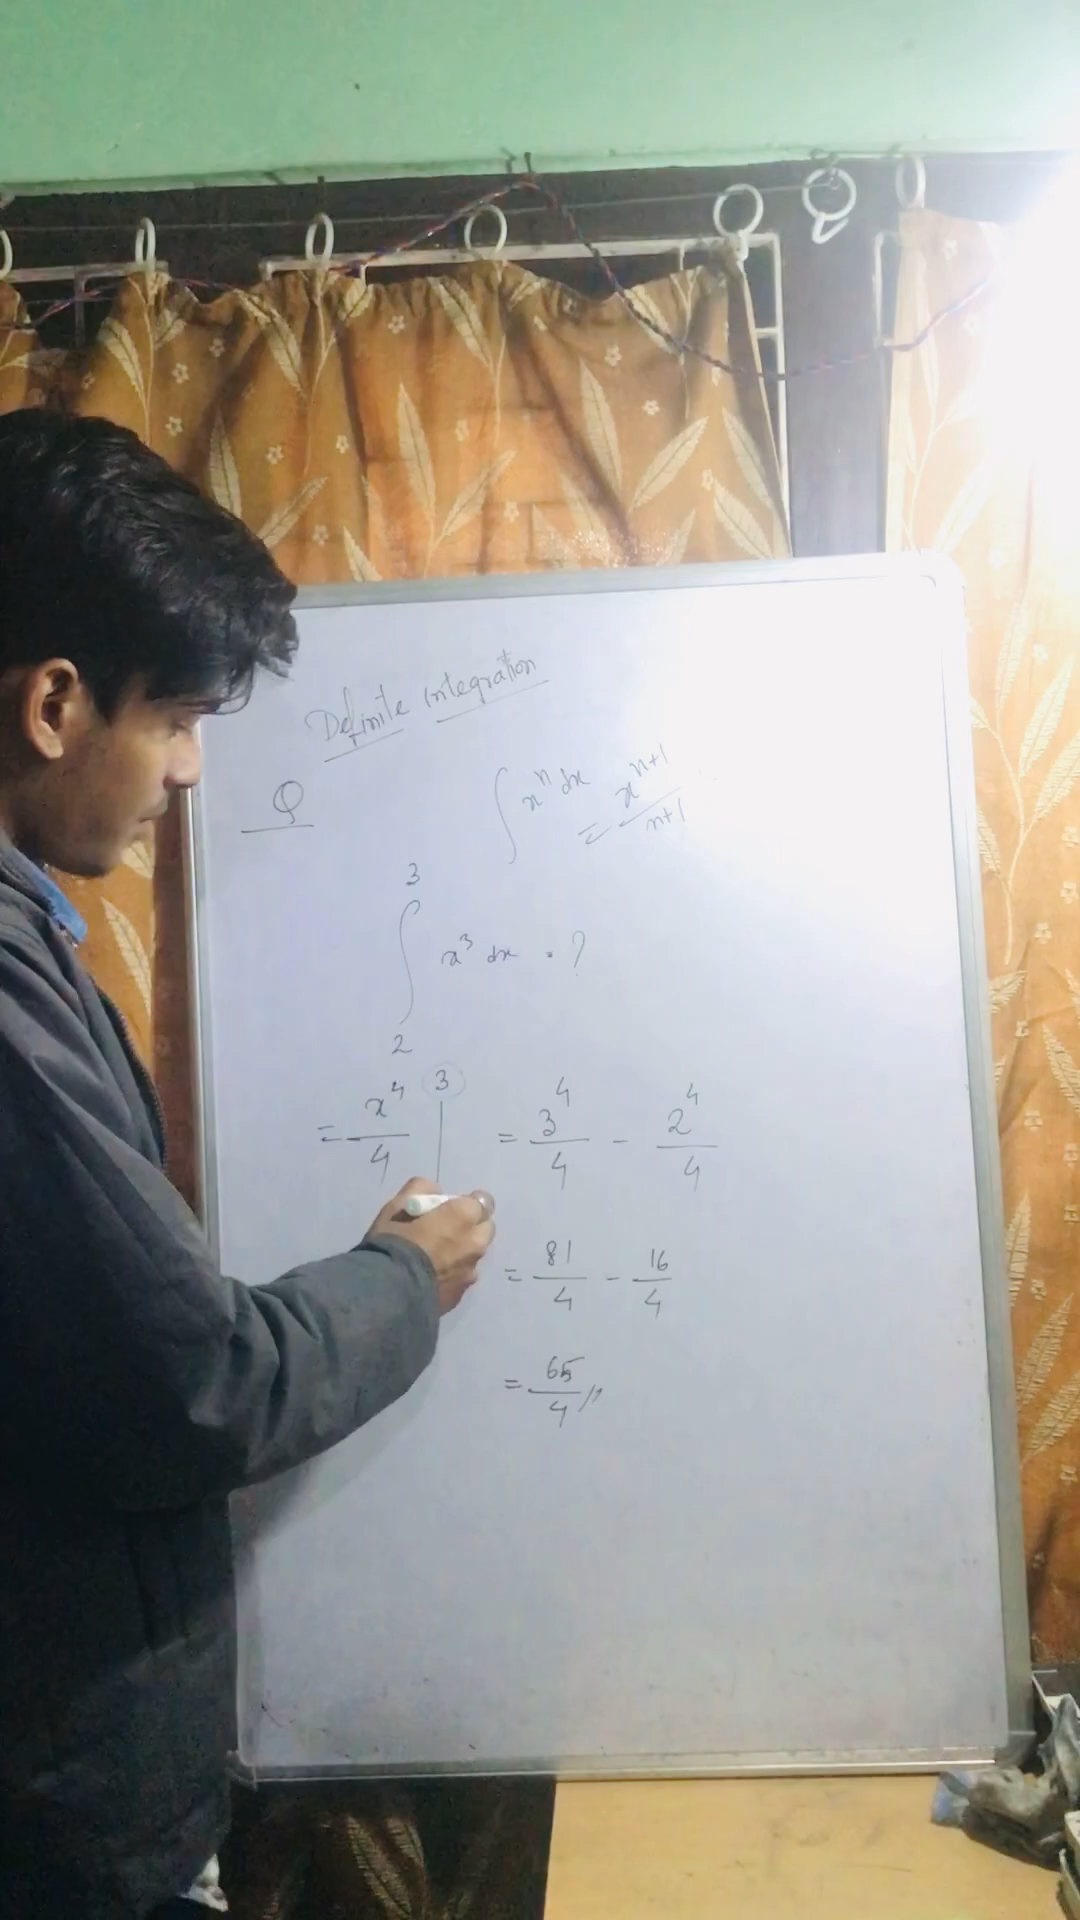 Definite integration
Q
∫ xⁿ dx = xⁿ⁺¹/n+1
3
∫ x³ dx = ?
2
= x⁴/4 | 3 = 3⁴/4 - 2⁴/4
= 81/4 - 16/4
= 65/4 //